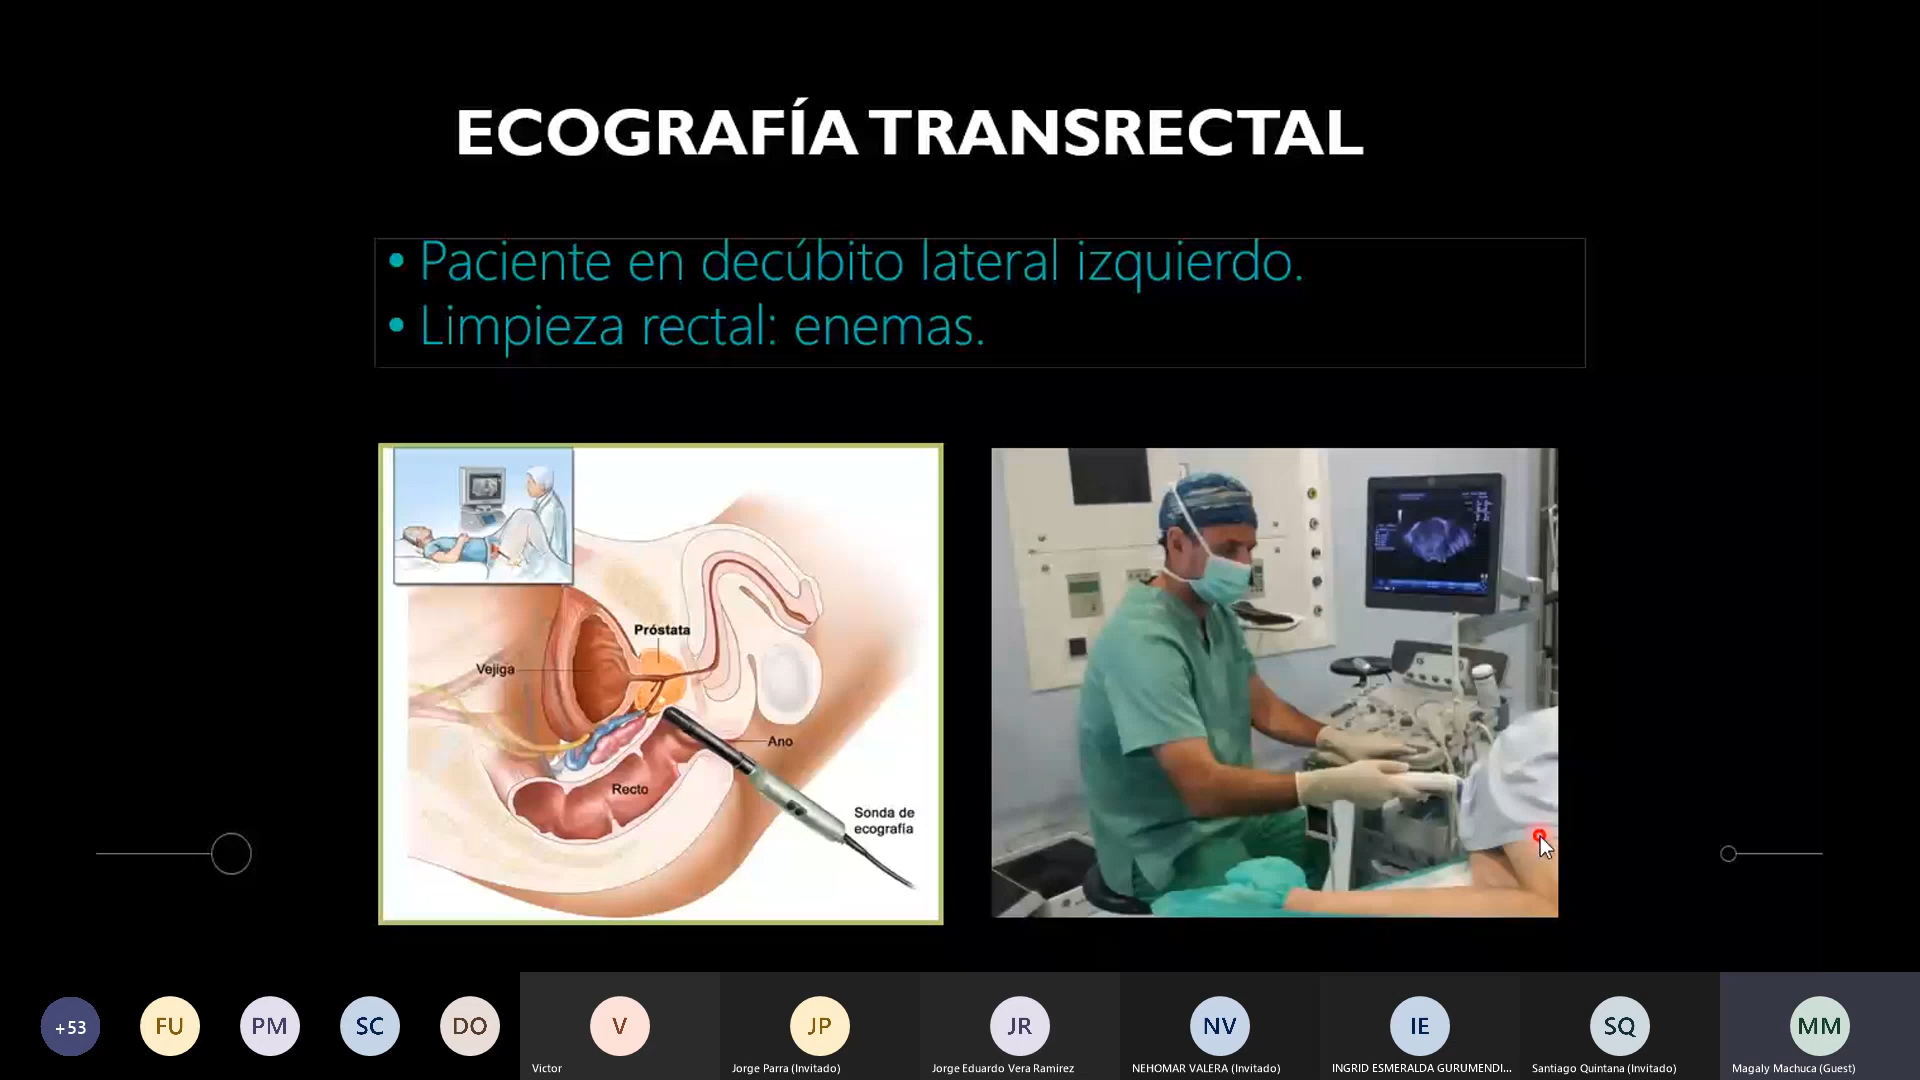 ECOGRAFÍA TRANSRECTAL
• Paciente en decúbito lateral izquierdo.
• Limpieza rectal: enemas.
Próstata
Vejiga
Ano
Recto
Sonda de
ecografía
+53
FU
PM
SC
DO
V
JP
JR
NV
IE
SQ
MM
Victor
Jorge Parra (Invitado)
Jorge Eduardo Vera Ramirez
NEHOMAR VALERA (Invitado)
INGRID ESMERALDA GURUMENDI...
Santiago Quintana (Invitado)
Magaly Machuca (Guest)